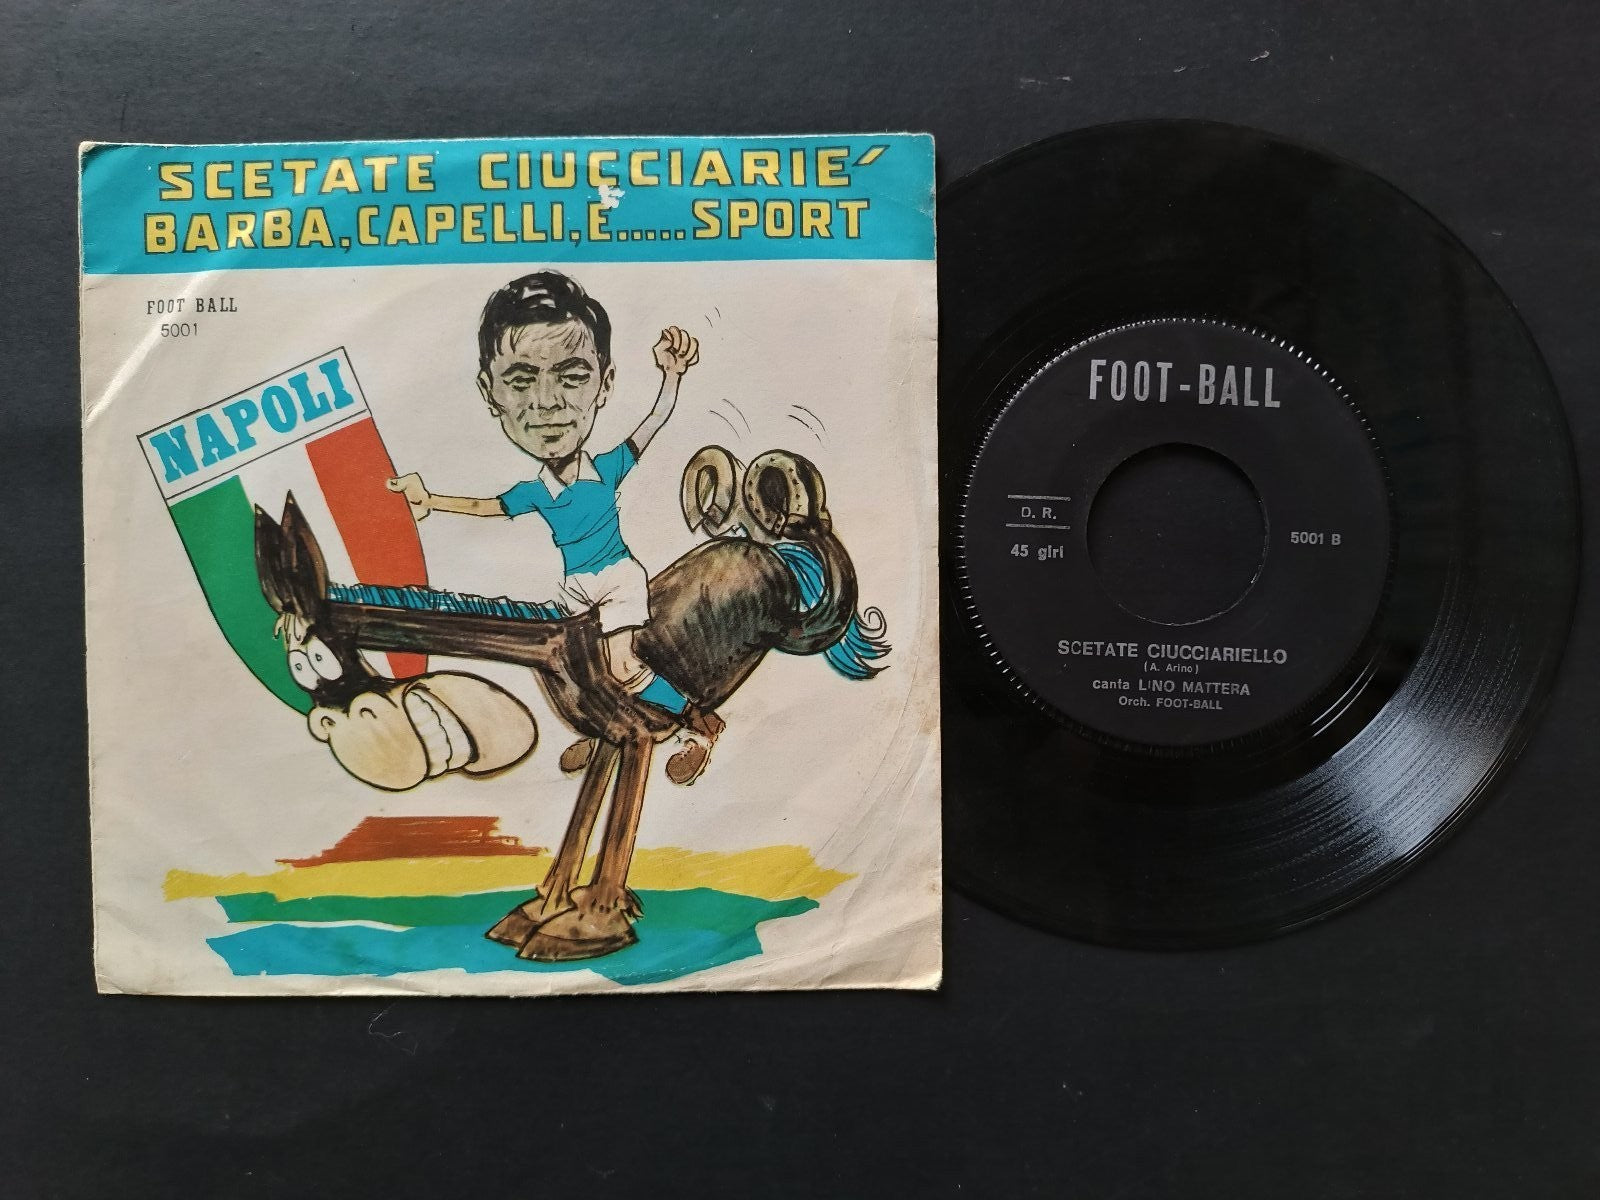 SCETATE CIUCCIARIE'
BARBA, CAPELLI, E..... SPORT
FOOT BALL
5001
NAPOLI
FOOT-BALL
D. R.
45 giri
5001 B
SCETATE CIUCCIARIELLO
(A. Arino)
canta LINO MATTERA
Orch. FOOT-BALL